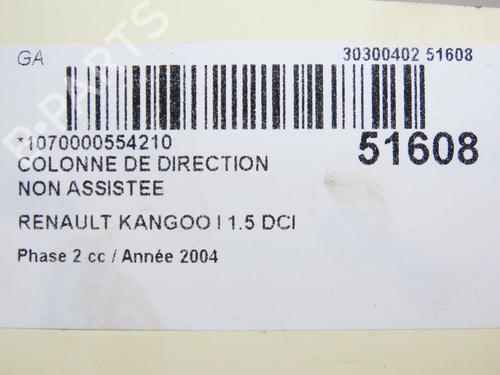 GA
30300402 51608
*1070000554210
51608
COLONNE DE DIRECTION
NON ASSISTEE
RENAULT KANGOO I 1.5 DCI
Phase 2 cc / Année 2004
B-PARTS